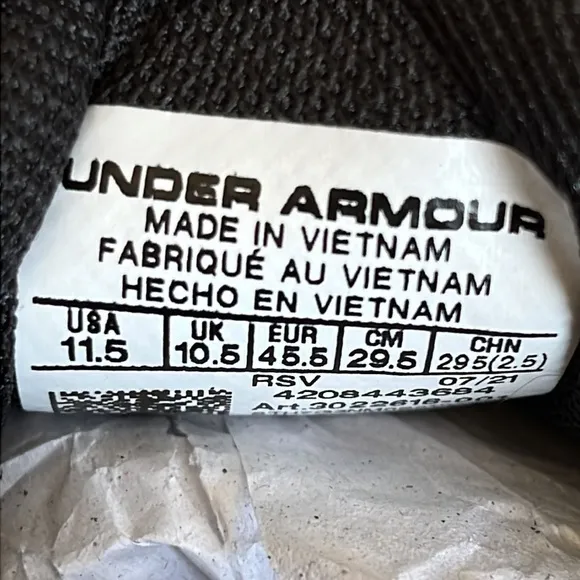 UNDER ARMOUR
MADE IN VIETNAM
FABRIQUÉ AU VIETNAM
HECHO EN VIETNAM
USA UK EUR CM CHN
11.5 10.5 45.5 29.5 295(2.5)
RSV 07/21
4208443684